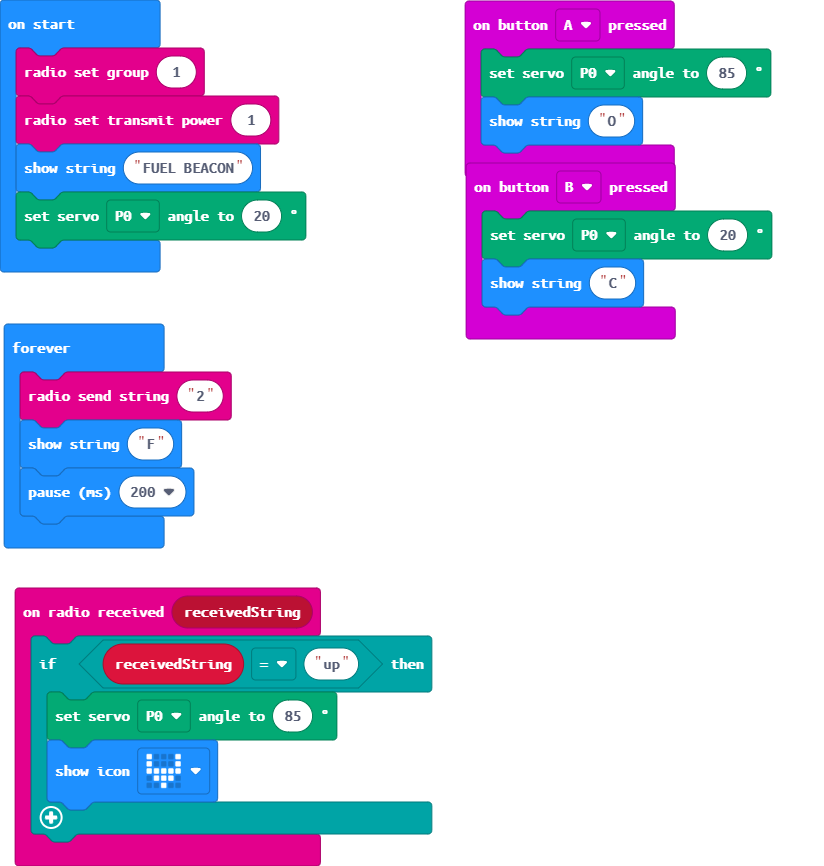 on start
radio set group 1
radio set transmit power 1
show string "FUEL BEACON"
set servo P0 angle to 20 °
on button A pressed
set servo P0 angle to 85 °
show string "O"
on button B pressed
set servo P0 angle to 20 °
show string "C"
forever
radio send string "2"
show string "F"
pause (ms) 200
on radio received receivedString
if receivedString = "up" then
set servo P0 angle to 85 °
show icon